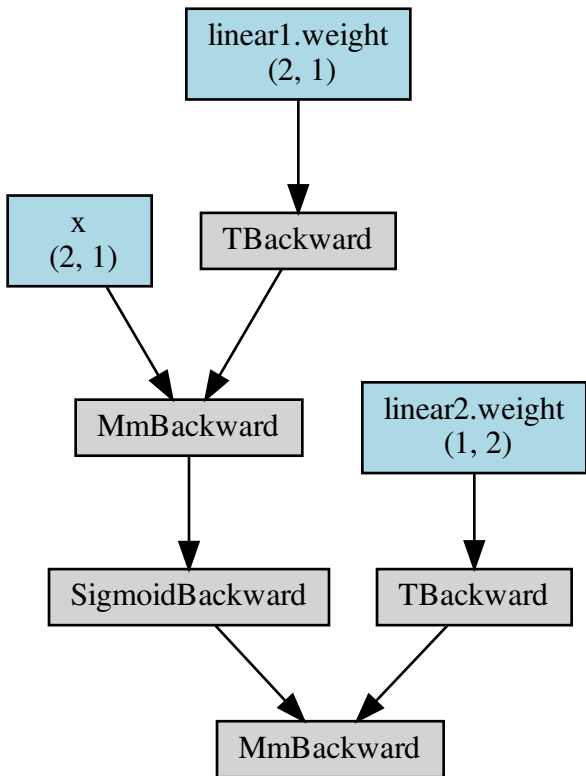 linear1.weight
(2, 1)
x
(2, 1)
TBackward
MmBackward
linear2.weight
(1, 2)
SigmoidBackward
TBackward
MmBackward